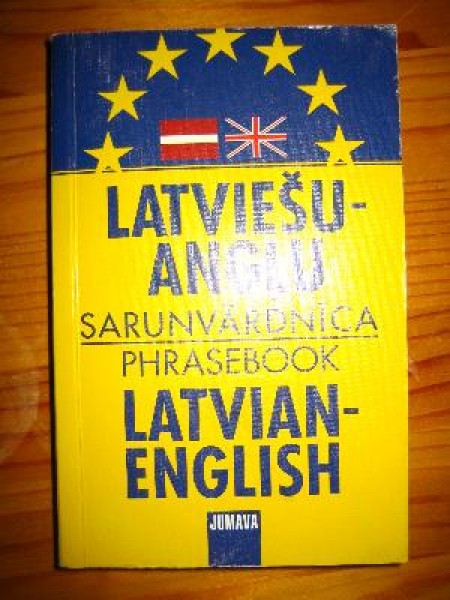 LATVIEŠU-
ANGĻU
SARUNVĀRDNĪCA
PHRASEBOOK
LATVIAN-
ENGLISH
JUMAVA